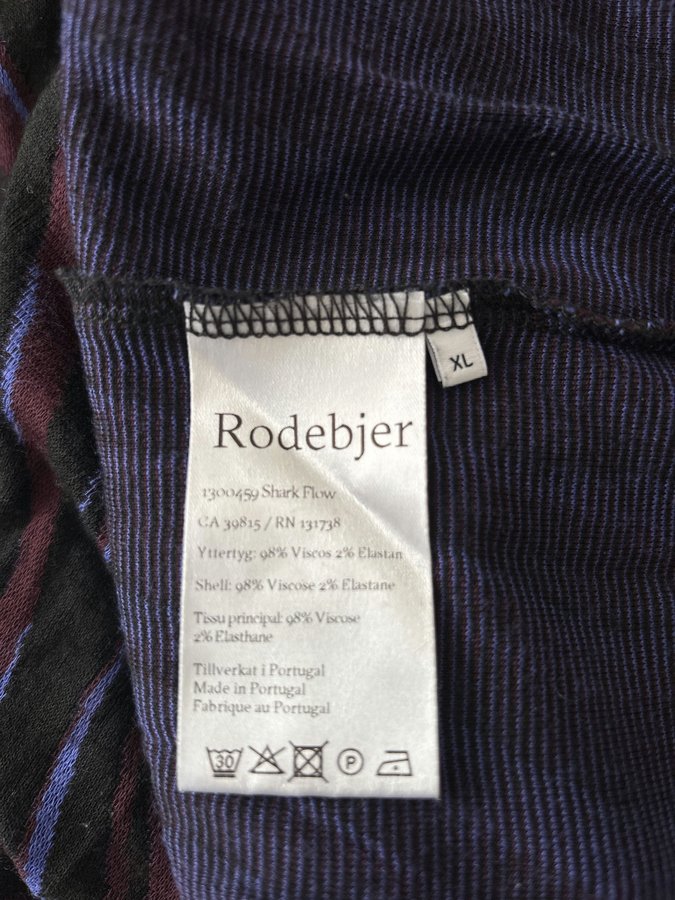 XL
Rodebjer
1300459 Shark Flow
CA 39815 / RN 131738
Yttertyg: 98% Viscos 2% Elastan
Shell: 98% Viscose 2% Elastane
Tissu principal: 98% Viscose
2% Elasthane
Tillverkat i Portugal
Made in Portugal
Fabrique au Portugal
30 P